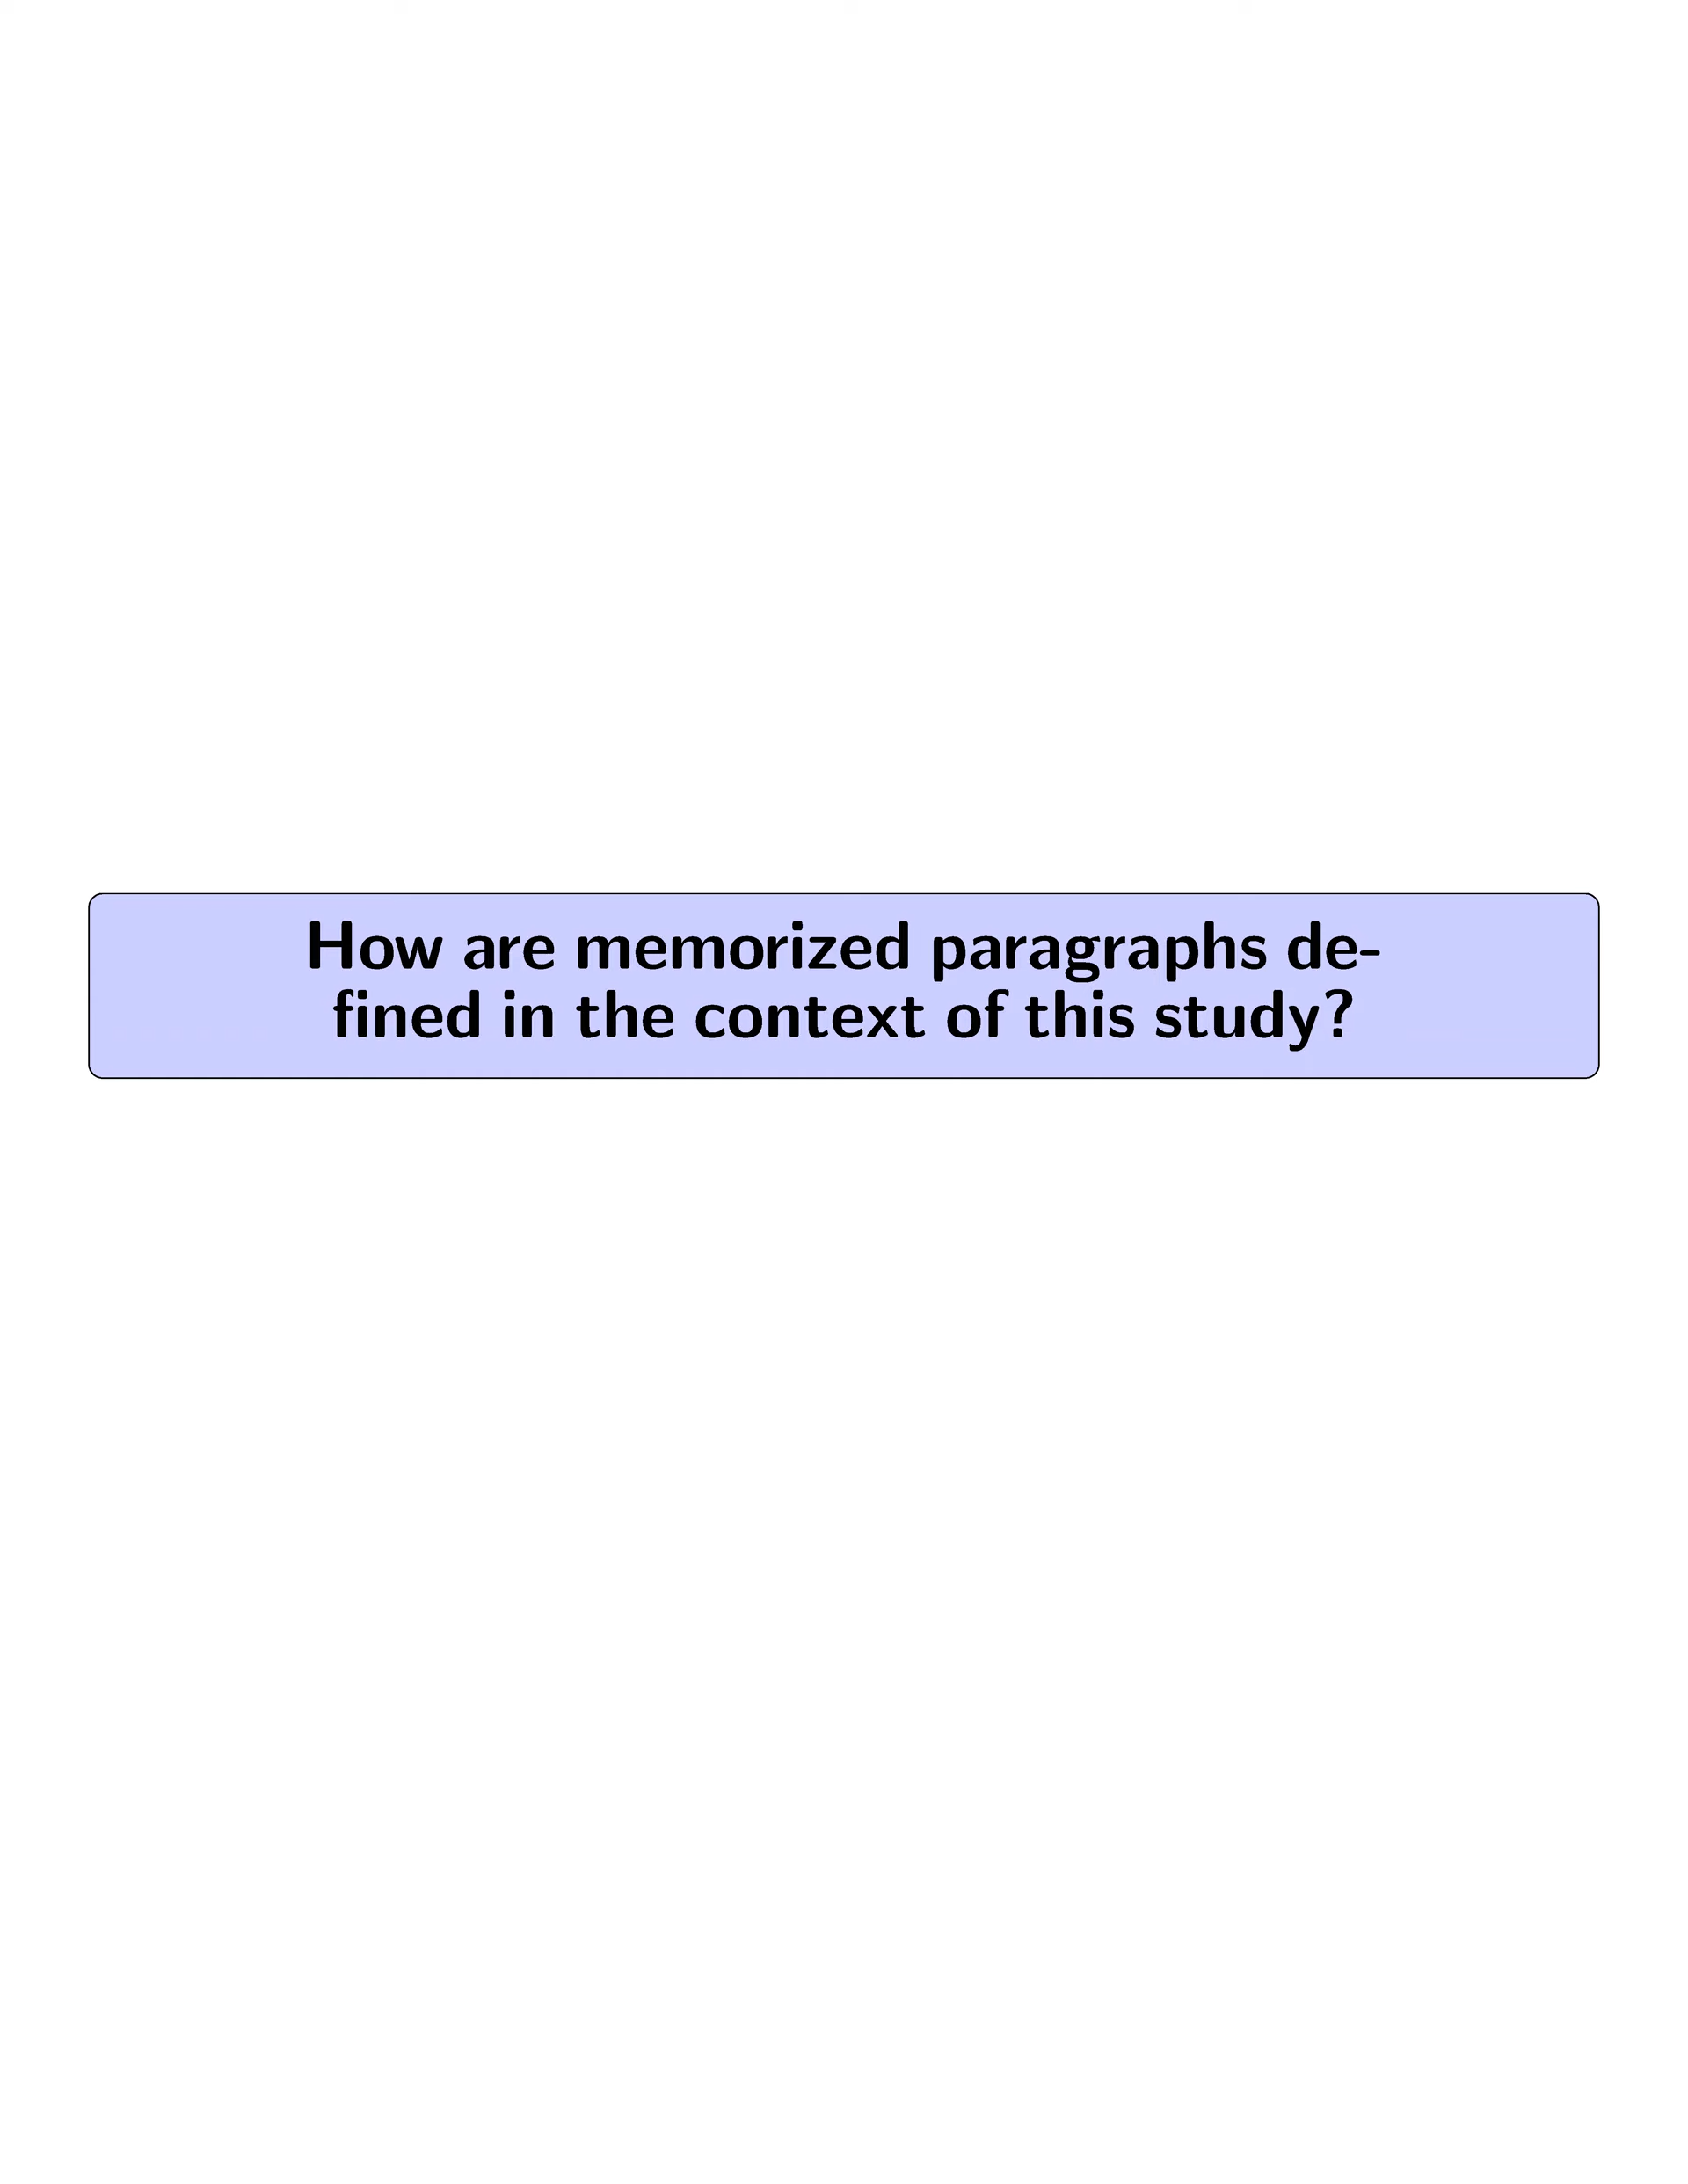 How are memorized paragraphs de-
fined in the context of this study?